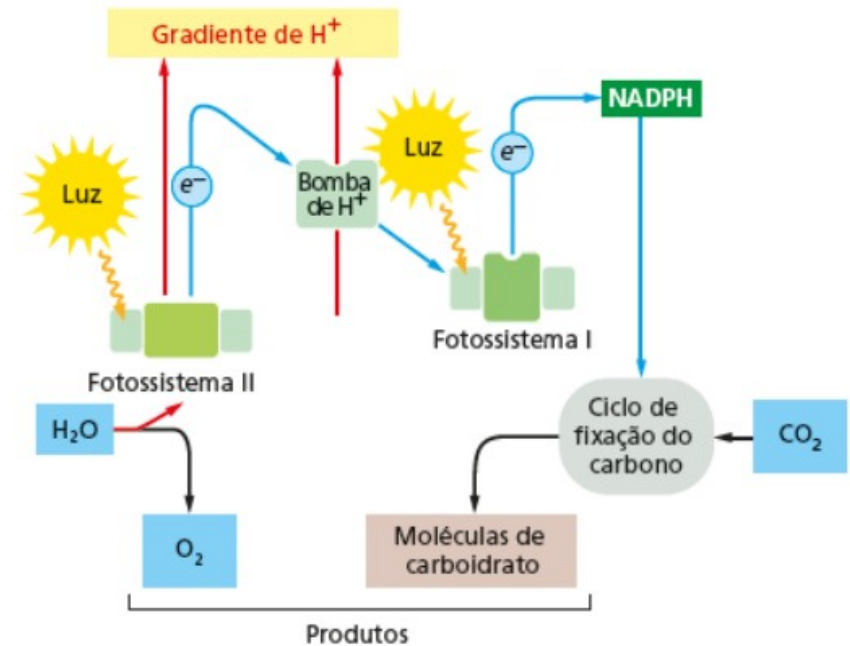 Gradiente de H⁺
Luz
e⁻
Bomba
de H⁺
Luz
e⁻
NADPH
Fotossistema II
Fotossistema I
H₂O
O₂
Ciclo de
fixação do
carbono
CO₂
Moléculas de
carboidrato
Produtos